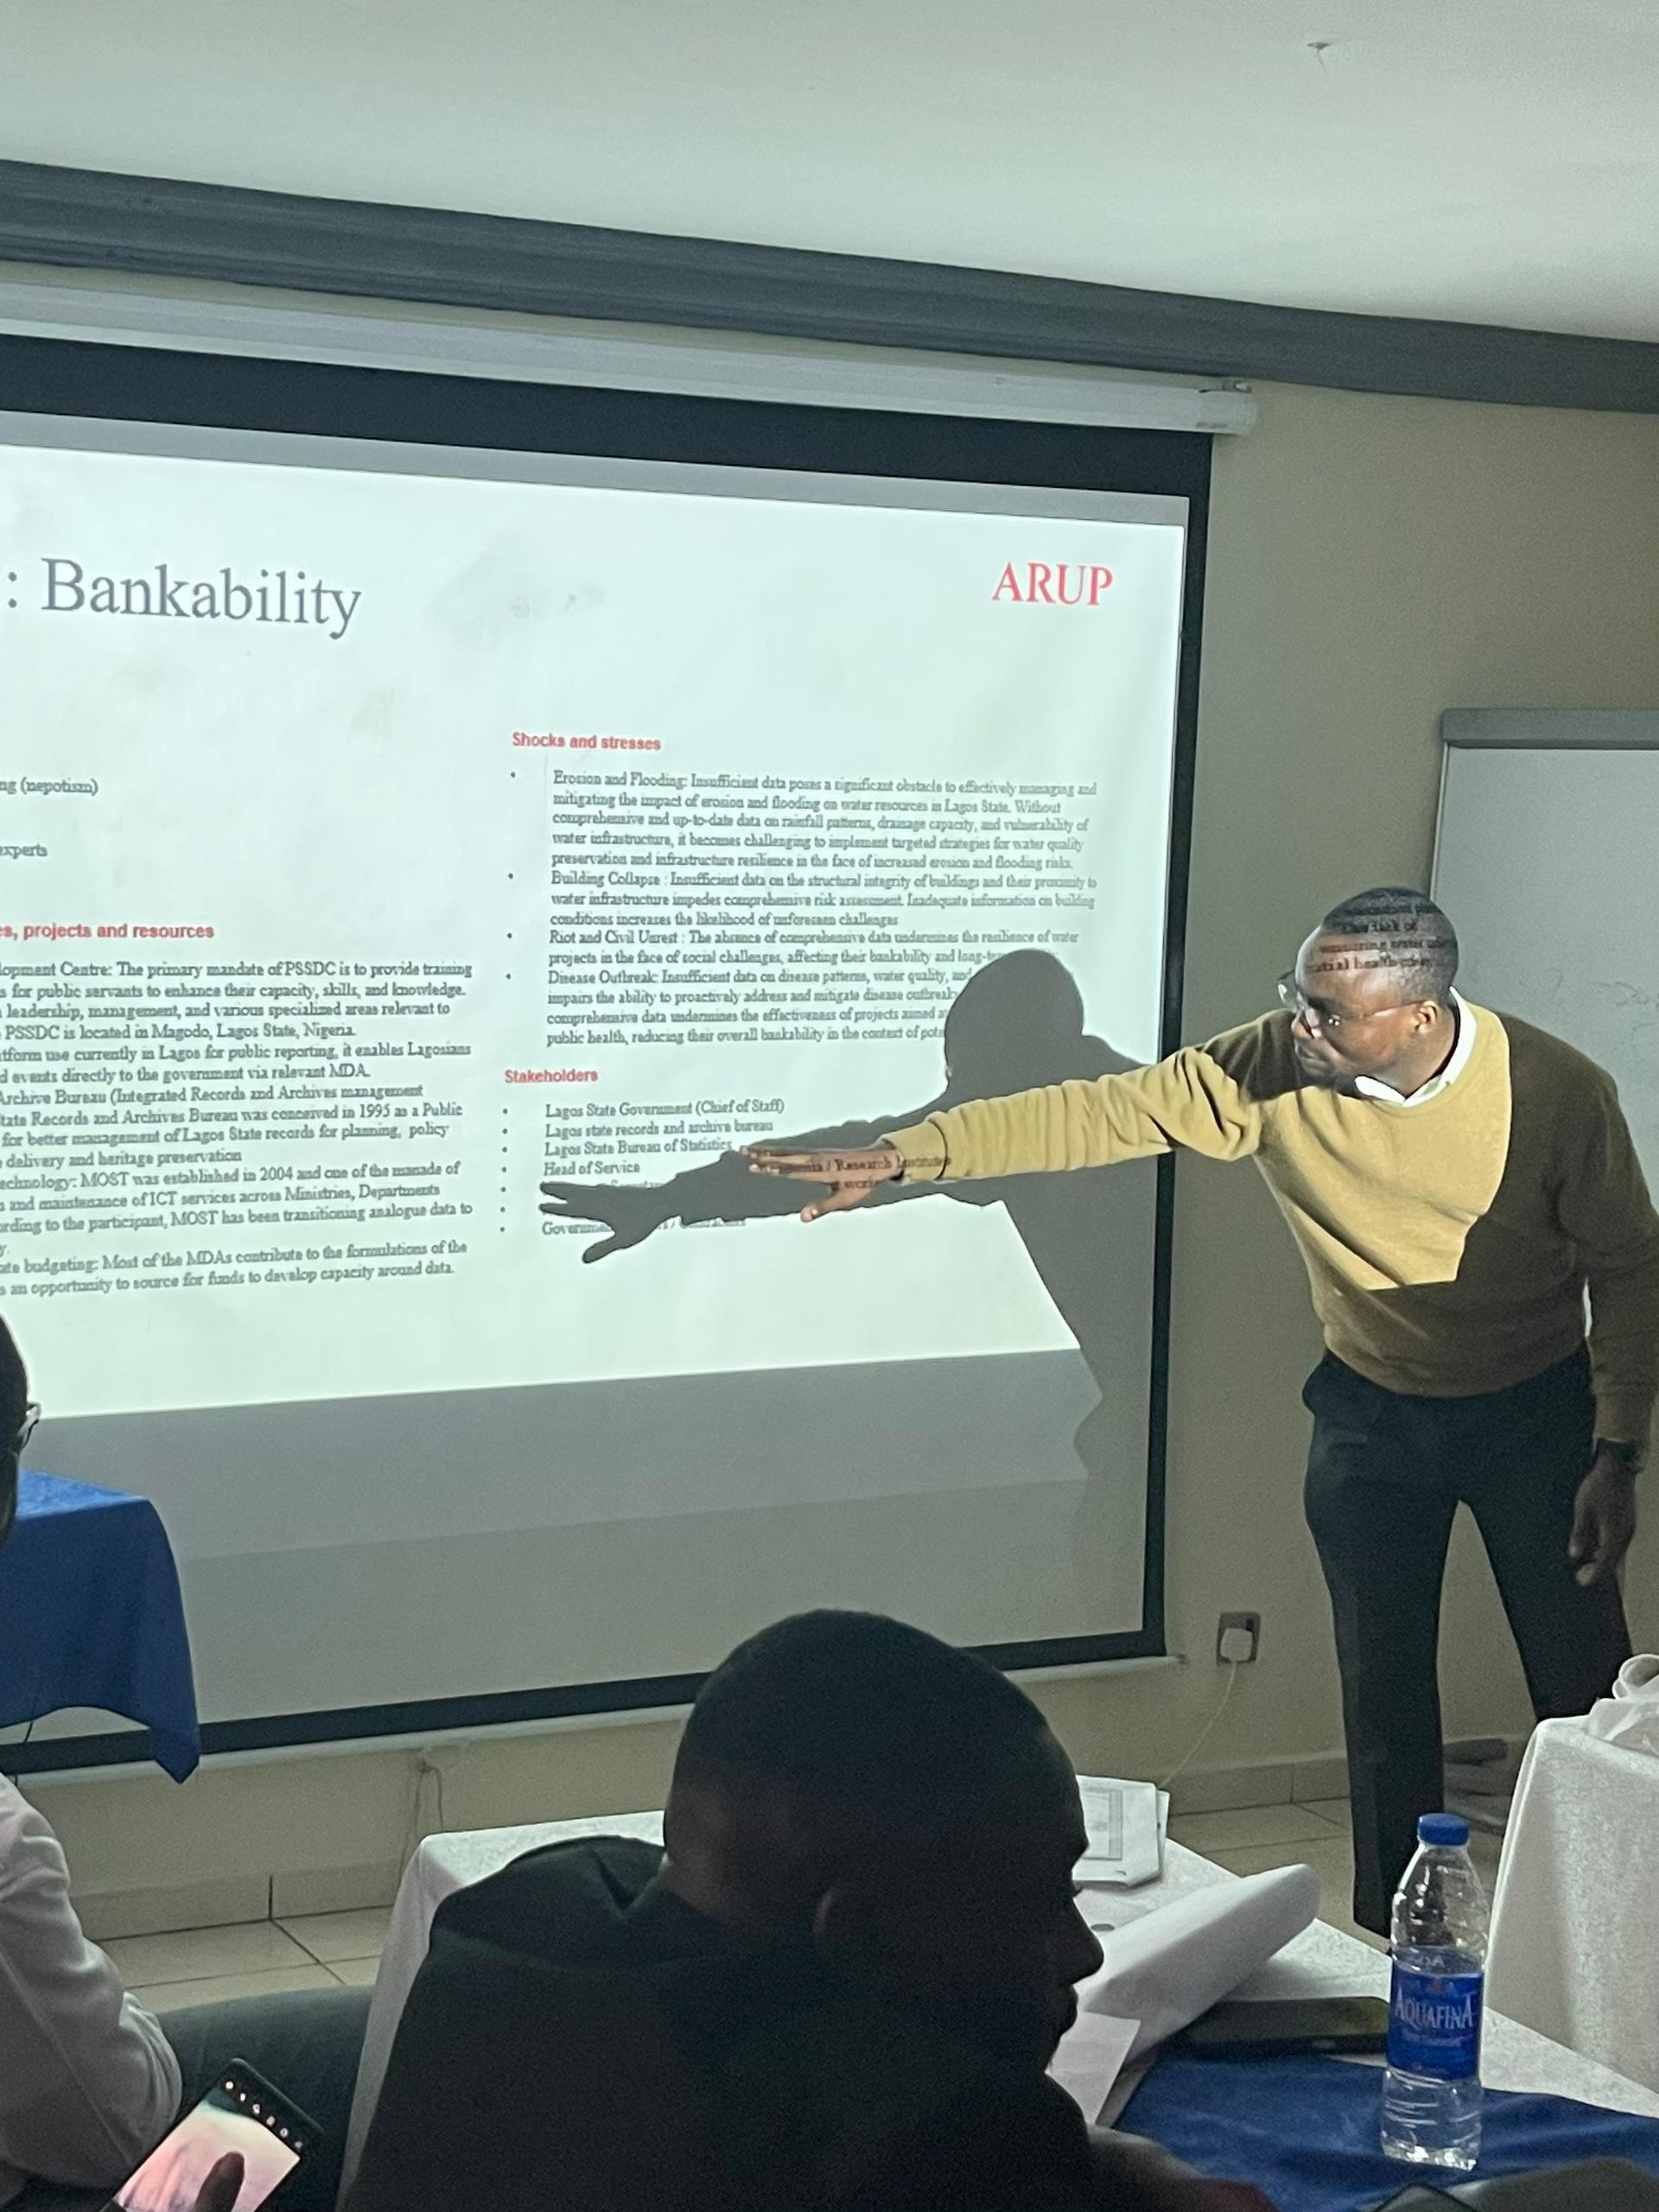 : Bankability
ARUP
ng (nepotism)
experts
es, projects and resources
lopment Centre: The primary mandate of PSSDC is to provide training
s for public servants to enhance their capacity, skills, and knowledge.
leadership, management, and various specialized areas relevant to
PSSDC is located in Magodo, Lagos State, Nigeria.
tform use currently in Lagos for public reporting, it enables Lagosians
d events directly to the government via relevant MDA.
Archive Bureau (Integrated Records and Archives management
tate Records and Archives Bureau was conceived in 1995 as a Public
for better management of Lagos State records for planning, policy
delivery and heritage preservation
echnology: MOST was established in 2004 and one of the manade of
and maintenance of ICT services across Ministries, Departments
ording to the participant, MOST has been transitioning analogue data to
y.
ate budgeting: Most of the MDAs contribute to the formulations of the
s an opportunity to source for funds to develop capacity around data.
Shocks and stresses
• Erosion and Flooding: Insufficient data poses a significant obstacle to effectively managing and
mitigating the impact of erosion and flooding on water resources in Lagos State. Without
comprehensive and up-to-date data on rainfall patterns, drainage capacity, and vulnerability of
water infrastructure, it becomes challenging to implement targeted strategies for water quality
preservation and infrastructure resilience in the face of increased erosion and flooding risks.
• Building Collapse : Insufficient data on the structural integrity of buildings and their proximity to
water infrastructure impedes comprehensive risk assessment. Inadequate information on building
conditions increases the likelihood of unforeseen challenges
• Riot and Civil Unrest : The absence of comprehensive data undermines the resilience of water
projects in the face of social challenges, affecting their bankability and long-te
• Disease Outbreak: Insufficient data on disease patterns, water quality, and
impairs the ability to proactively address and mitigate disease outbreak
comprehensive data undermines the effectiveness of projects aimed a
public health, reducing their overall bankability in the context of pote
Stakeholders
• Lagos State Government (Chief of Staff)
• Lagos state records and archive bureau
• Lagos State Bureau of Statistics
• Head of Service
/ Research Institutes
Governme
AQUAFINA